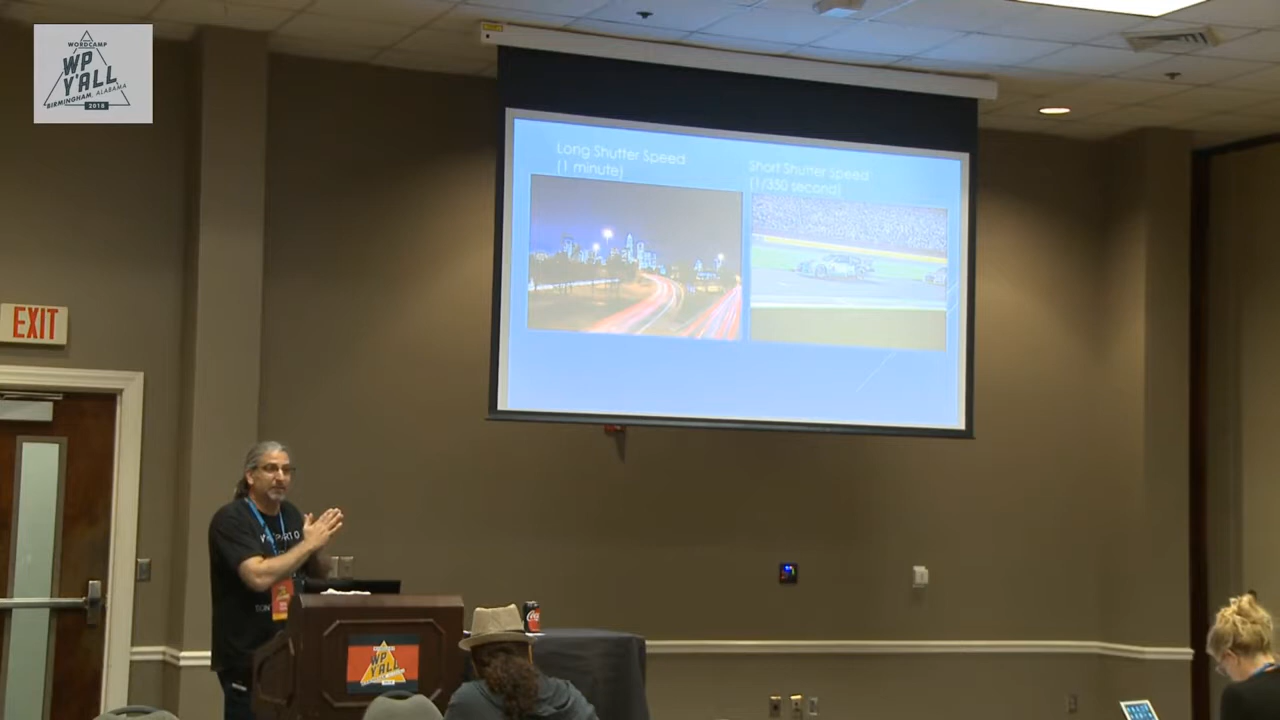 WORDCAMP
WP
Y'ALL
BIRMINGHAM, ALABAMA
2018
Long Shutter Speed
(1 minute)
Short Shutter Speed
(1/350 second)
EXIT
WP
Y'ALL